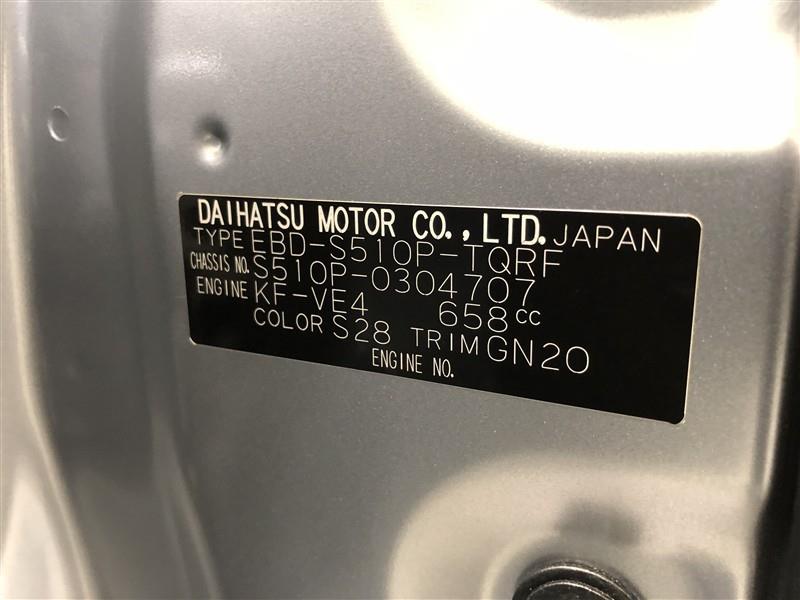 DAIHATSU MOTOR CO., LTD. JAPAN
TYPE EBD-S510P-TQRF
CHASSIS NO. S510P-0304707
ENGINE KF-VE4 658cc
COLOR S28 TRIM GN20
ENGINE NO.